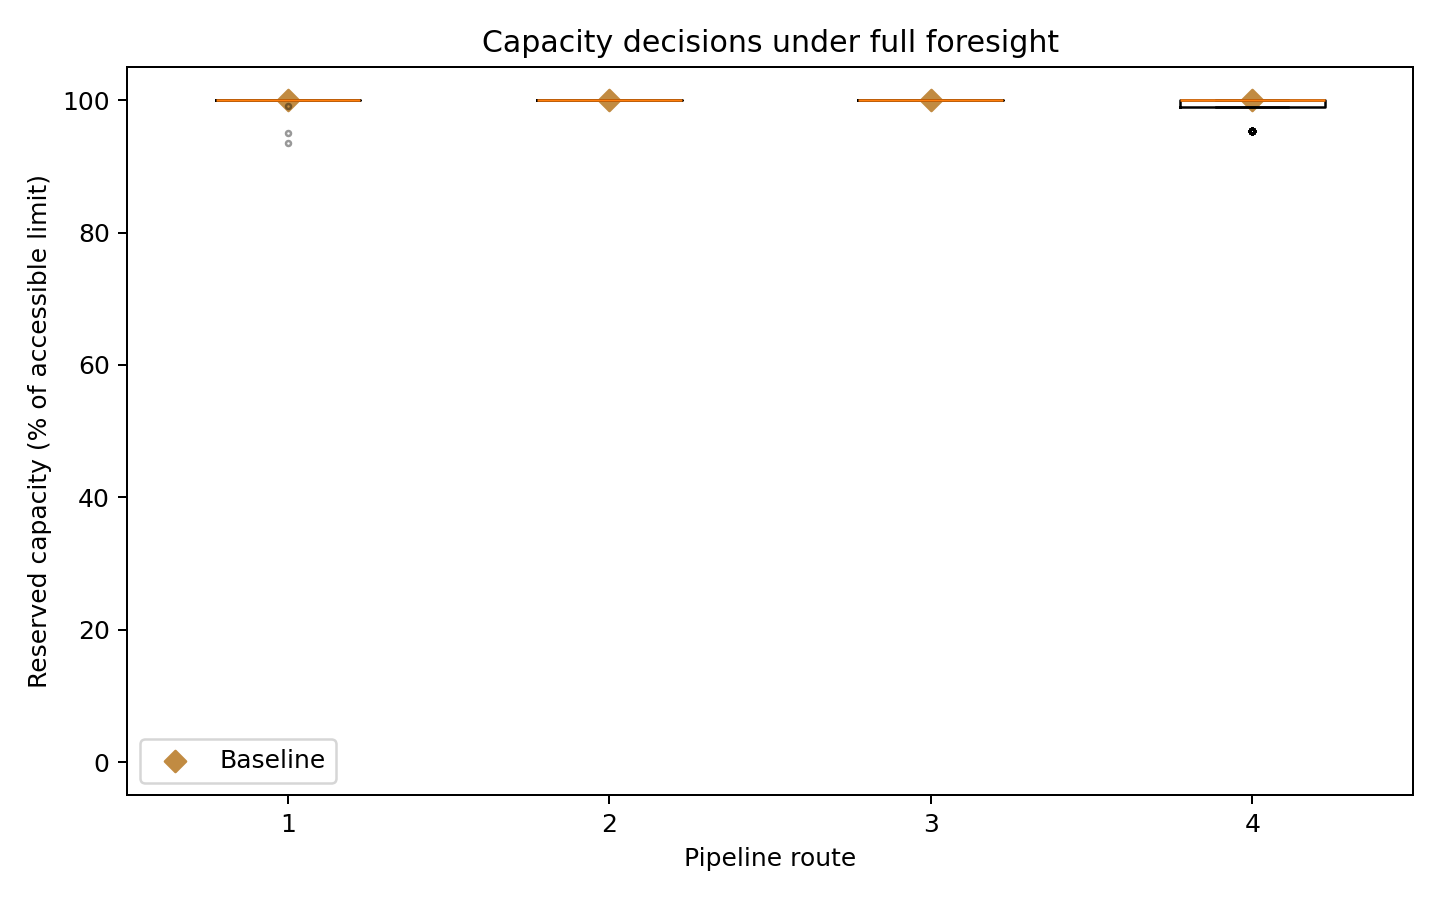 Capacity decisions under full foresight
Reserved capacity (% of accessible limit)
100
80
60
40
20
0
Baseline
1 2 3 4
Pipeline route